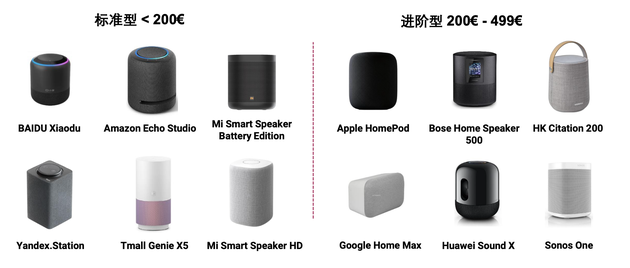 标准型 < 200€
进阶型 200€ - 499€
BAIDU Xiaodu
Amazon Echo Studio
Mi Smart Speaker
Battery Edition
Apple HomePod
Bose Home Speaker
500
HK Citation 200
Yandex.Station
Tmall Genie X5
Mi Smart Speaker HD
Google Home Max
Huawei Sound X
Sonos One